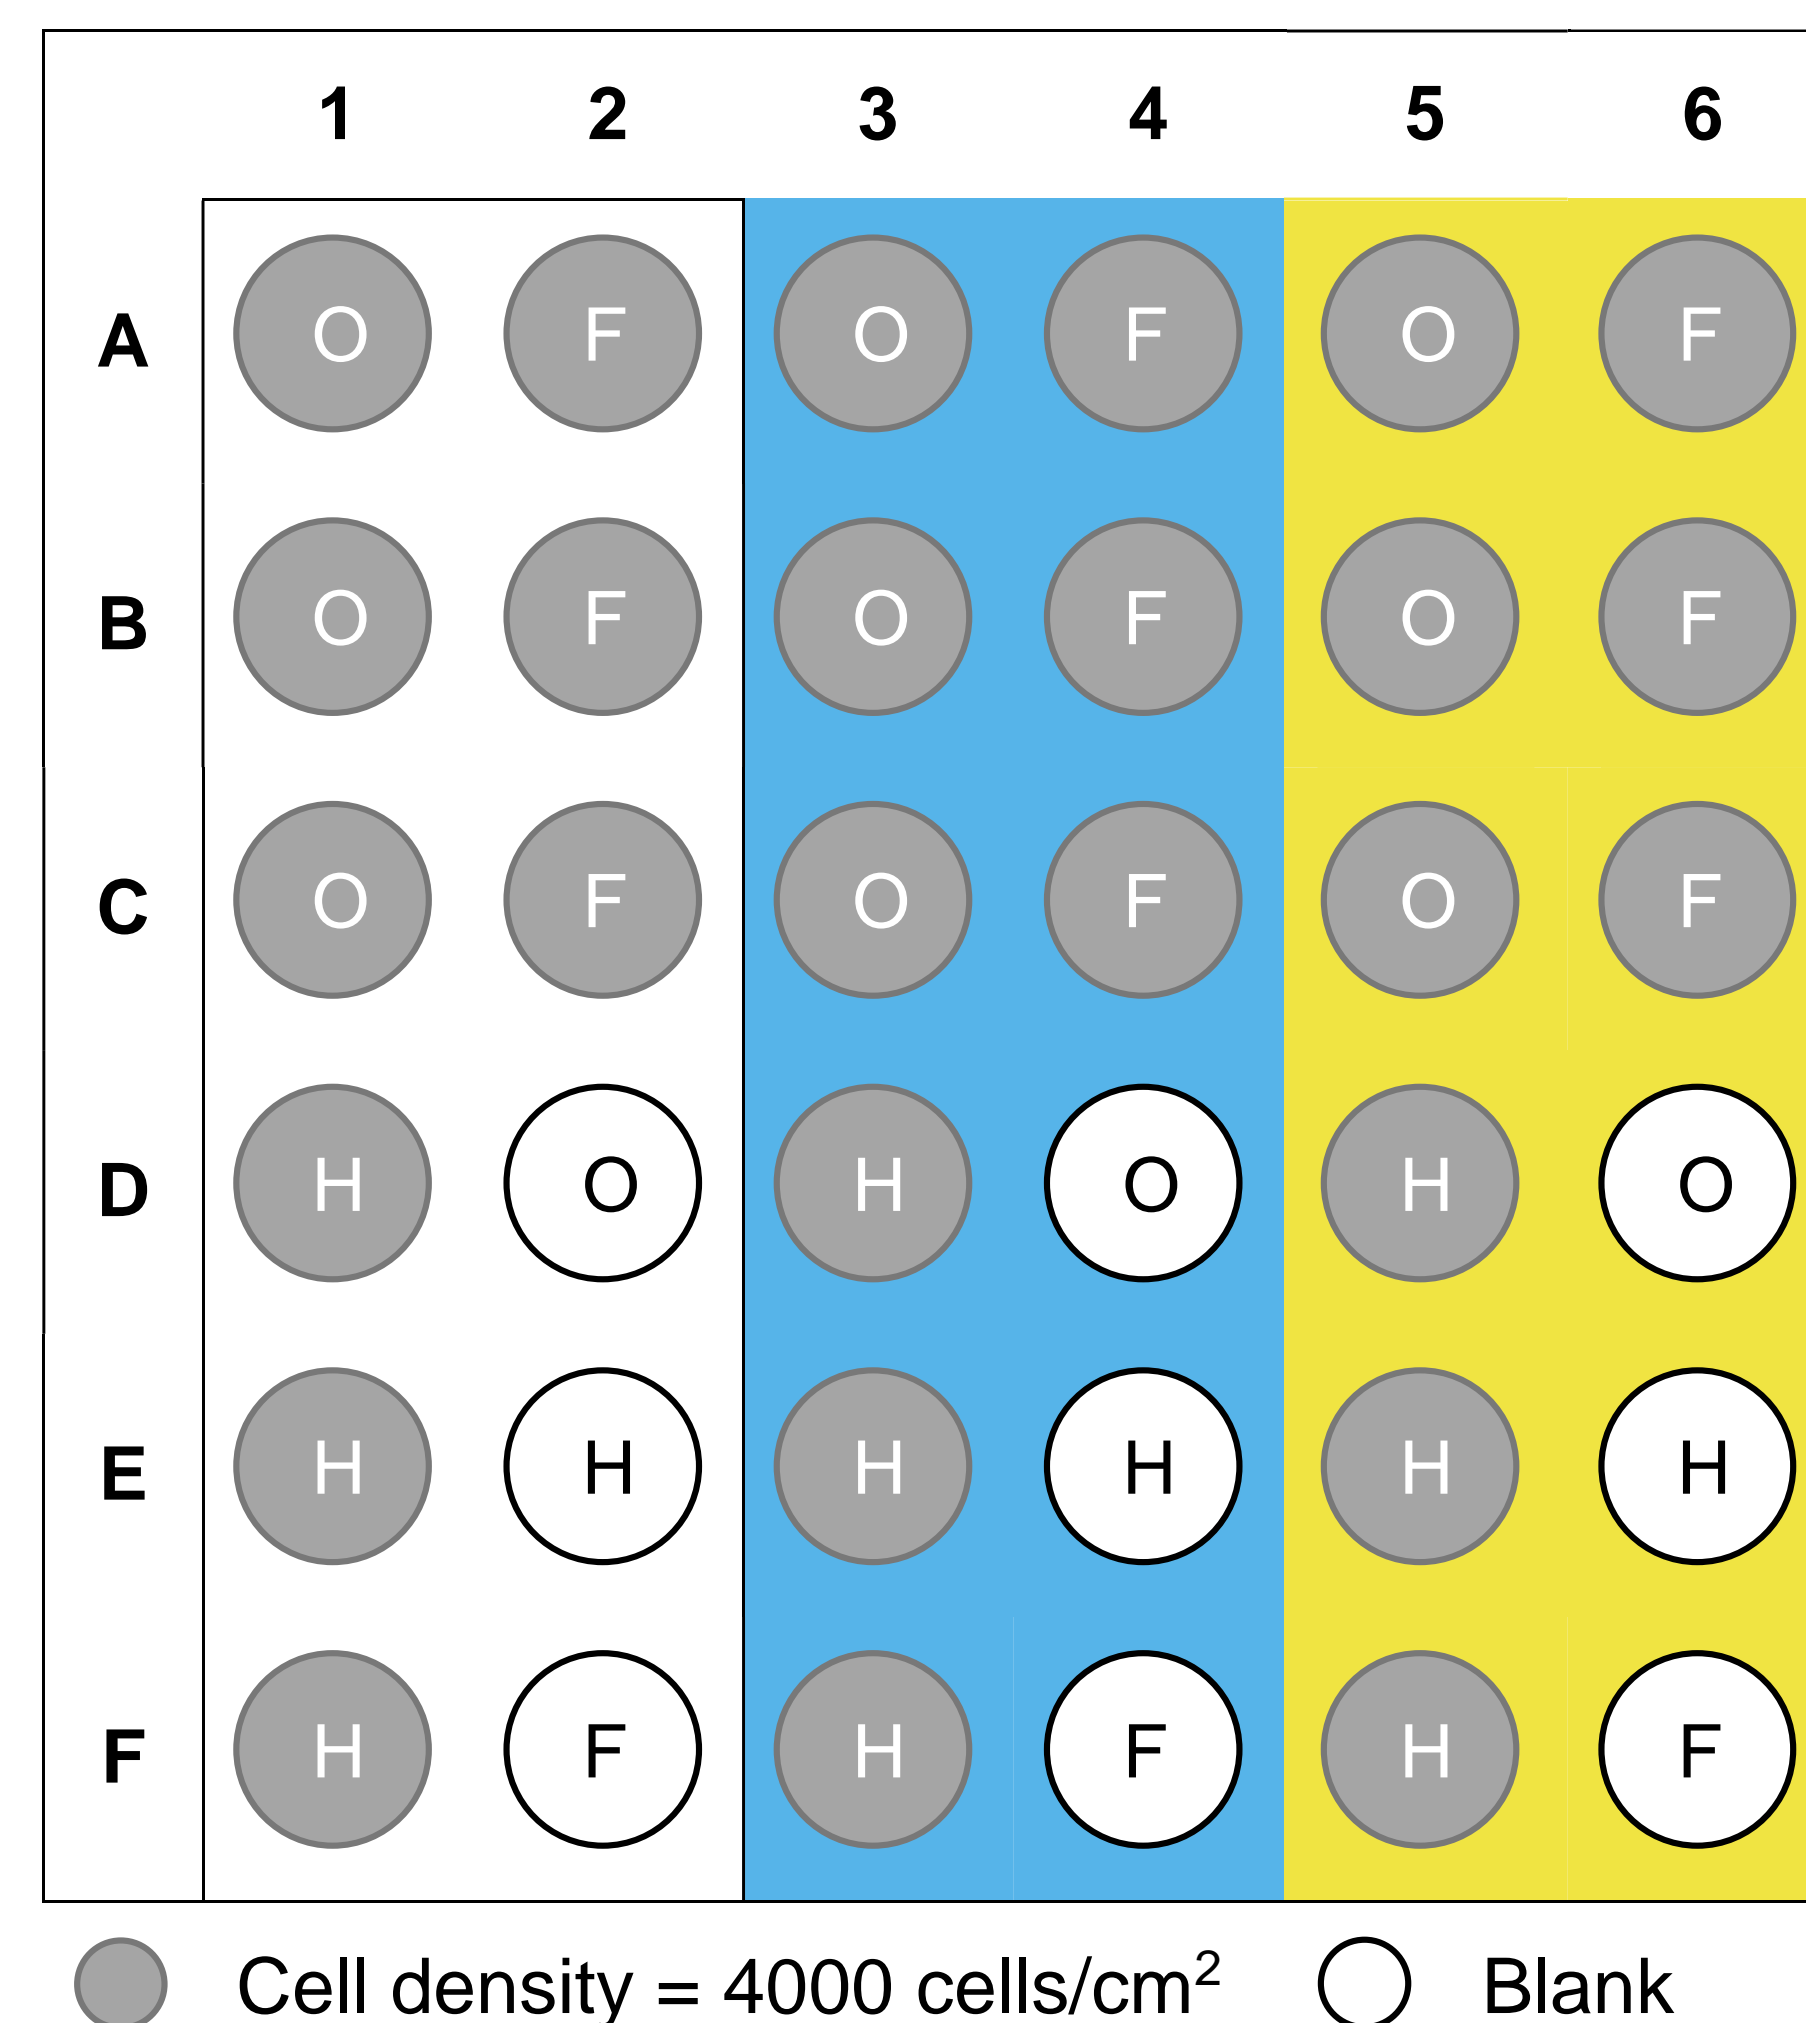 1 2 3 4 5 6
A O F O F O F
B O F O F O F
C O F O F O F
D H O H O H O
E H H H H H H
F H F H F H F
Cell density = 4000 cells/cm² Blank